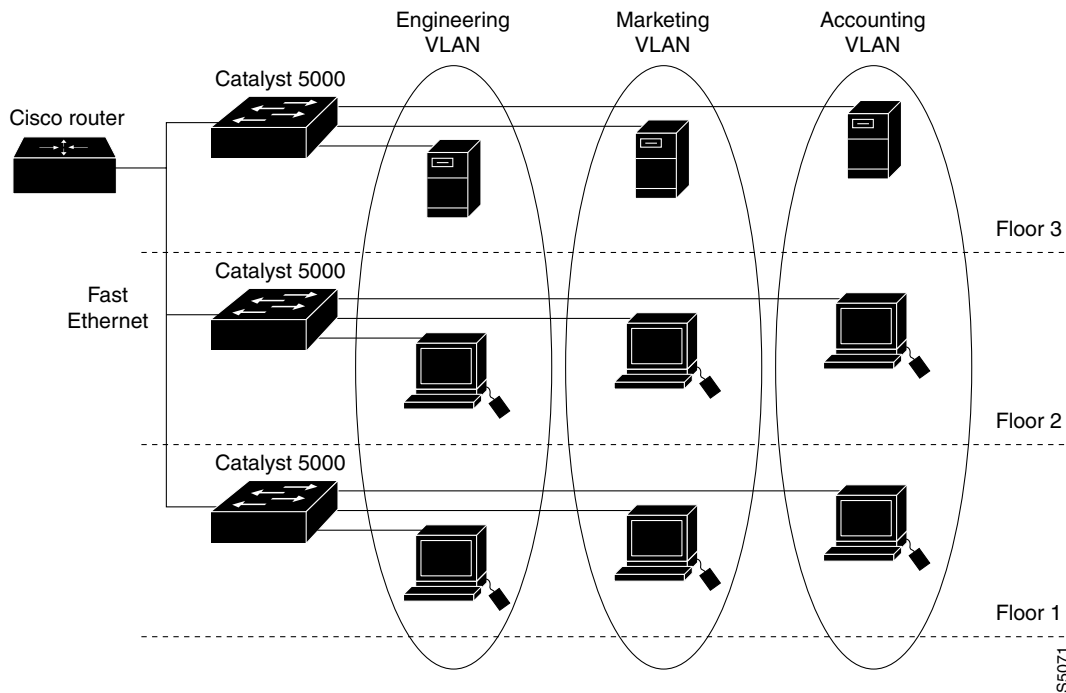 Engineering
VLAN
Marketing
VLAN
Accounting
VLAN
Catalyst 5000
Cisco router
Floor 3
Catalyst 5000
Fast
Ethernet
Floor 2
Catalyst 5000
Floor 1
S5071